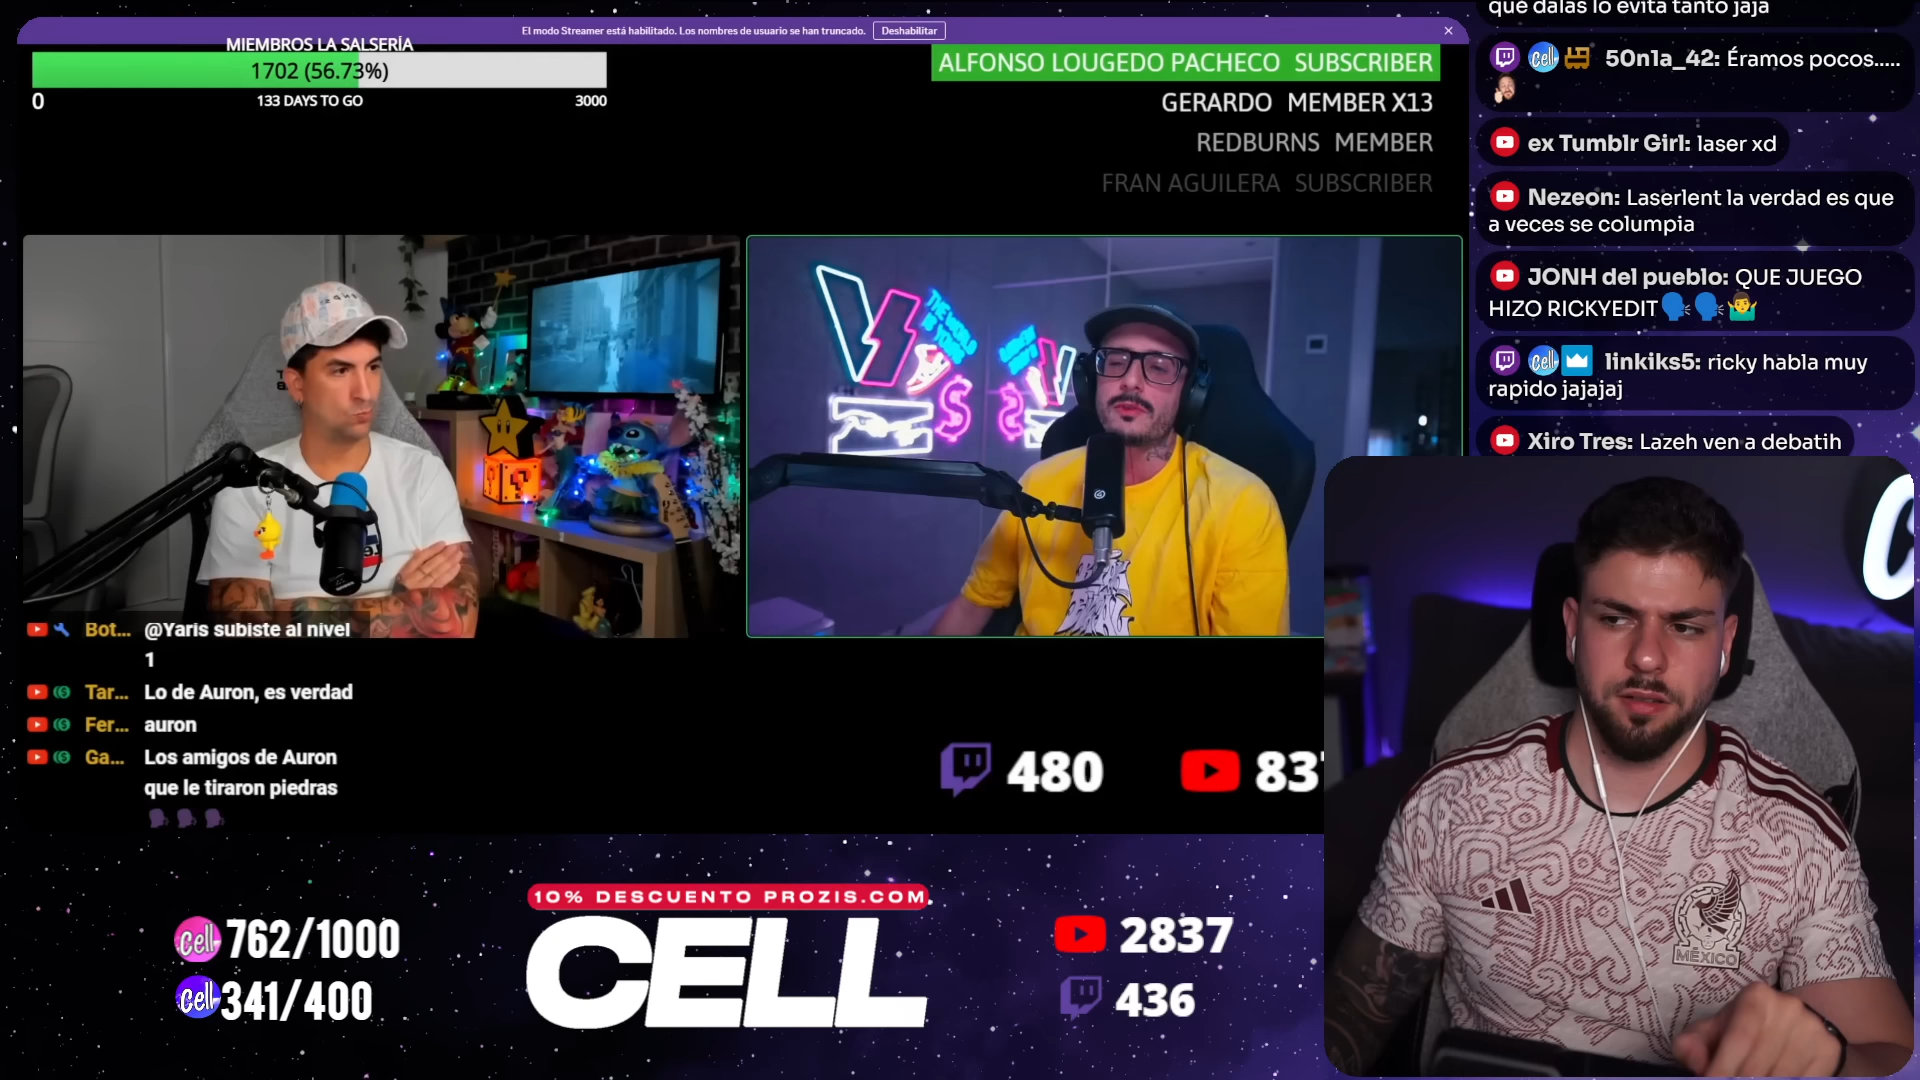 El modo Streamer está habilitado. Los nombres de usuario se han truncado.
Deshabilitar
MIEMBROS LA SALSERÍA
1702 (56.73%)
0
133 DAYS TO GO
3000
ALFONSO LOUGEDO PACHECO SUBSCRIBER
GERARDO MEMBER X13
REDBURNS MEMBER
FRAN AGUILERA SUBSCRIBER
Bot... @Yaris subiste al nivel
1
Tar... Lo de Auron, es verdad
Fer... auron
Ga... Los amigos de Auron
que le tiraron piedras
480
83
que dalas lo evita tanto jaja
cell 50n1a_42: Éramos pocos.....
ex Tumblr Girl: laser xd
Nezeon: Laserlent la verdad es que
a veces se columpia
JONH del pueblo: QUE JUEGO
HIZO RICKYEDIT
cell linkiks5: ricky habla muy
rapido jajajaj
Xiro Tres: Lazeh ven a debatih
MÉXICO
cell 762/1000
cell 341/400
10% DESCUENTO PROZIS.COM
CELL
2837
436